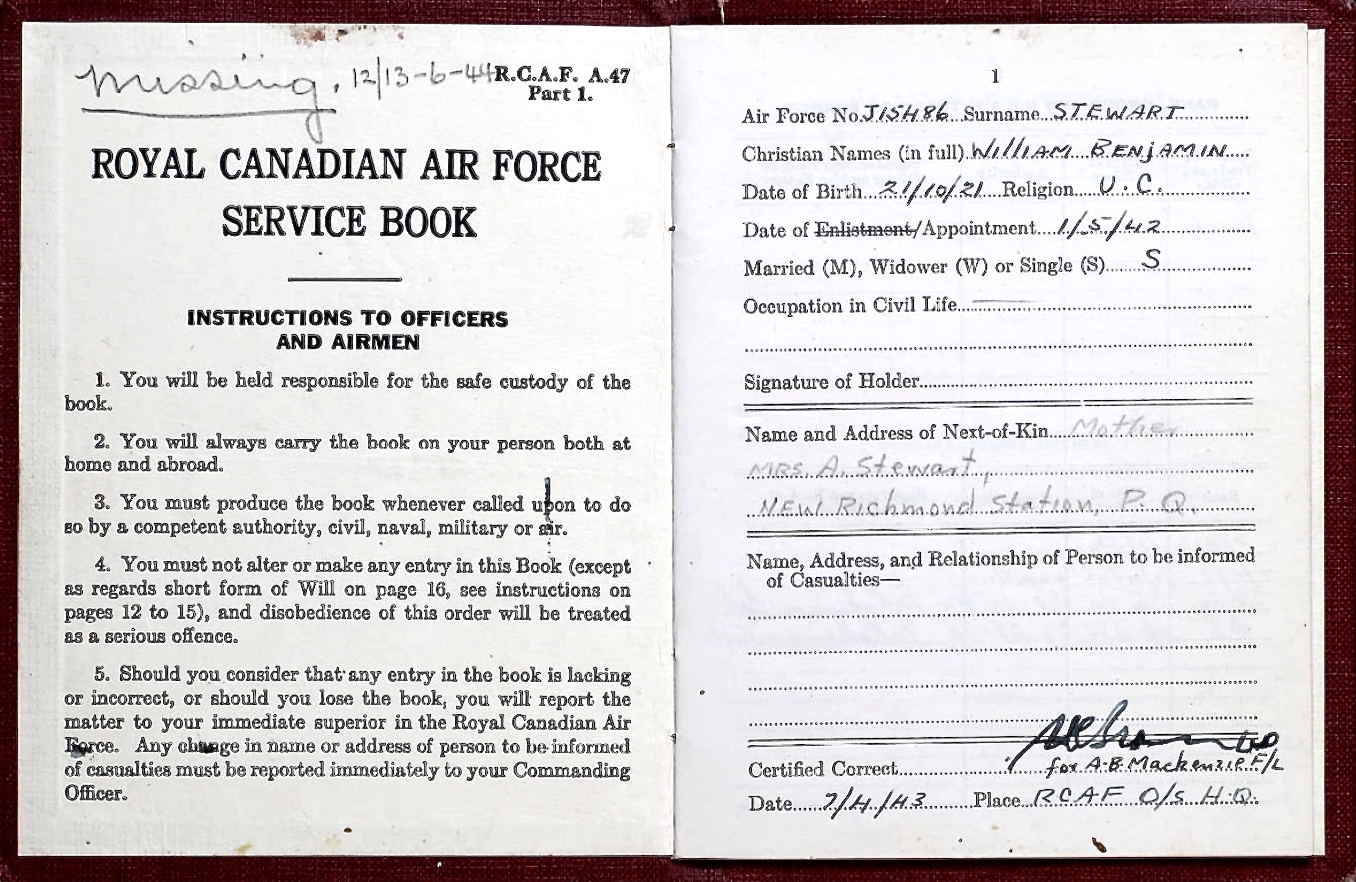 Missing, 12/13-6-44 R.C.A.F. A.47
Part 1.
ROYAL CANADIAN AIR FORCE
SERVICE BOOK
INSTRUCTIONS TO OFFICERS
AND AIRMEN
1. You will be held responsible for the safe custody of the
book.
2. You will always carry the book on your person both at
home and abroad.
3. You must produce the book whenever called upon to do
so by a competent authority, civil, naval, military or air.
4. You must not alter or make any entry in this Book (except
as regards short form of Will on page 16, see instructions on
pages 12 to 15), and disobedience of this order will be treated
as a serious offence.
5. Should you consider that any entry in the book is lacking
or incorrect, or should you lose the book, you will report the
matter to your immediate superior in the Royal Canadian Air
Force. Any change in name or address of person to be informed
of casualties must be reported immediately to your Commanding
Officer.
1
Air Force No. J15486 Surname STEWART
Christian Names (in full) WIllIAM BENjAMIN
Date of Birth 21/10/21 Religion U.C.
Date of Enlistment/Appointment 1/5/42
Married (M), Widower (W) or Single (S) S
Occupation in Civil Life
Signature of Holder
Name and Address of Next-of-Kin Mother
MRS. A. Stewart,
NEW Richmond Station, P. Q.
Name, Address, and Relationship of Person to be informed
of Casualties—
Certified Correct for A.B. Mackenzie F/L
Date 7/4/43 Place RCAF O/S H.Q.